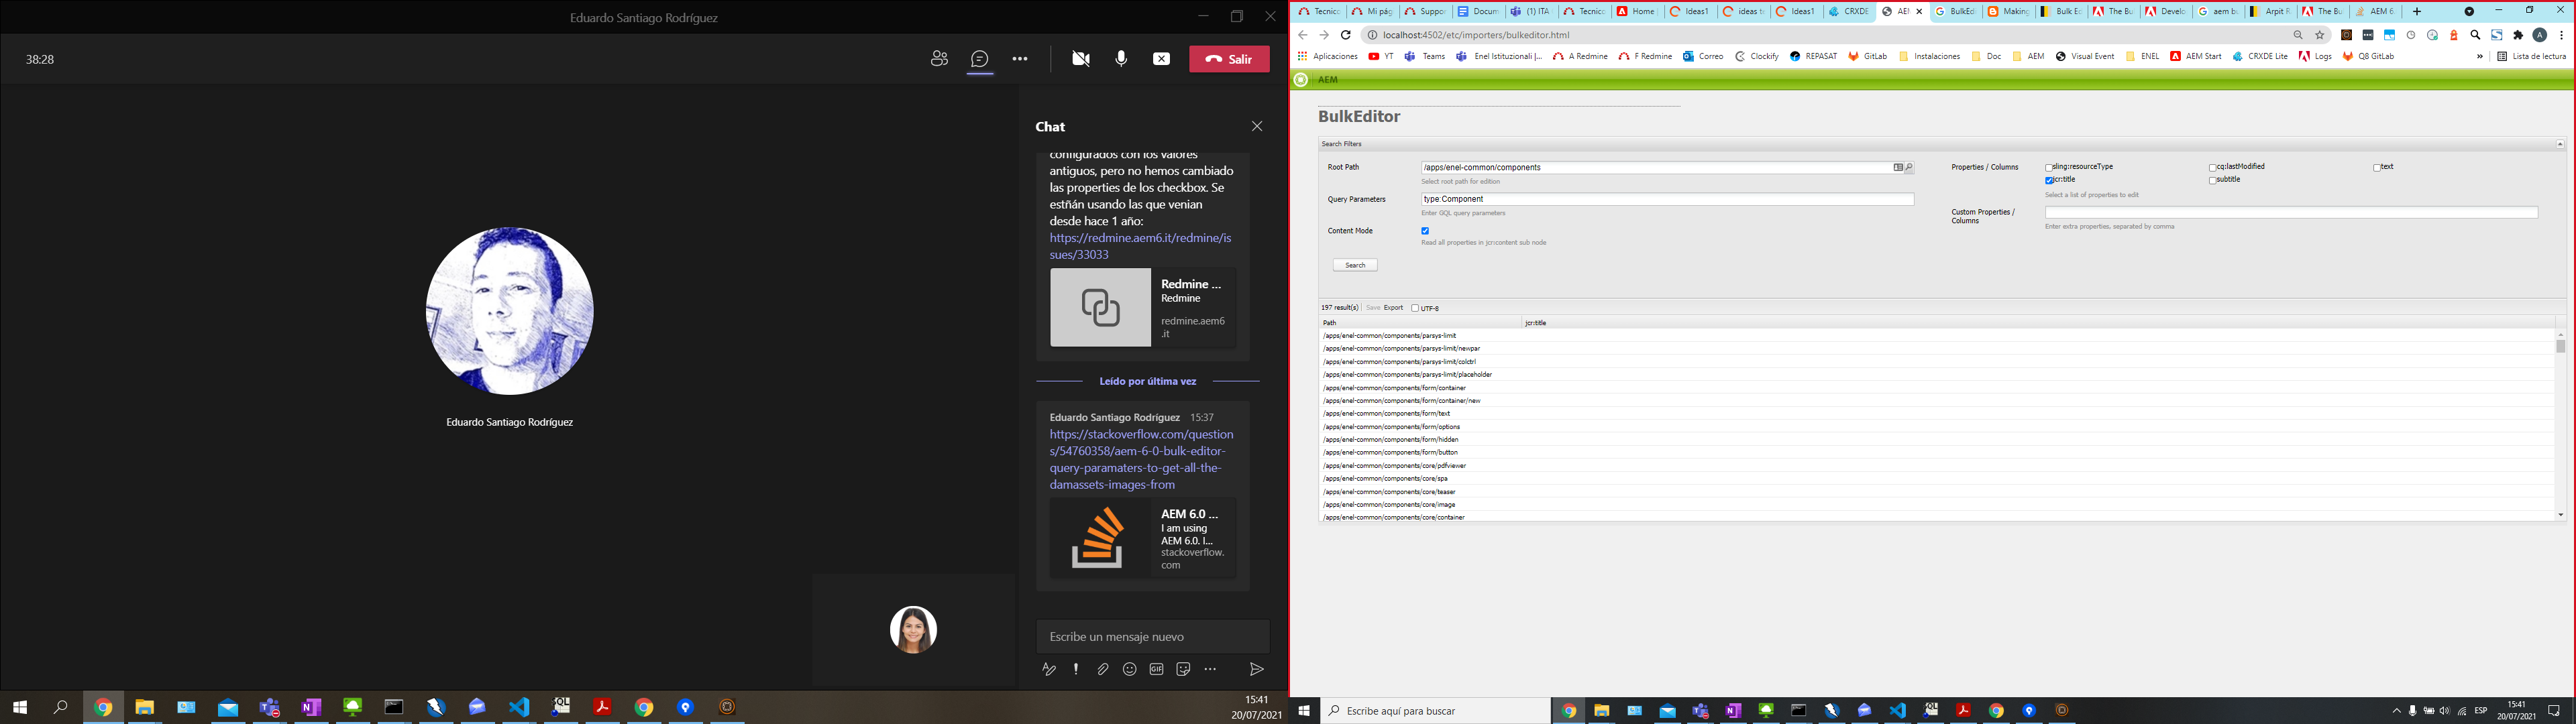 Eduardo Santiago Rodríguez
38:28
Salir
Chat
configurados con los valores
antiguos, pero no hemos cambiado
las properties de los checkbox. Se
estñán usando las que venian
desde hace 1 año:
https://redmine.aem6.it/redmine/is
sues/33033
Redmine ...
Redmine
redmine.aem6
.it
Leído por última vez
Eduardo Santiago Rodríguez 15:37
https://stackoverflow.com/question
s/54760358/aem-6-0-bulk-editor-
query-paramaters-to-get-all-the-
damassets-images-from
AEM 6.0 ...
I am using
AEM 6.0. I...
stackoverflow.
com
Eduardo Santiago Rodríguez
Escribe un mensaje nuevo
GIF
15:41
20/07/2021
Tecnico Mi pág Suppor Docum (1) ITA Tecnico Home | Ideas1 ideas ta Ideas1 CRXDE AEM BulkEdi Making Bulk Ed The Bu Develo aem bu Arpit R The Bu AEM 6.
localhost:4502/etc/importers/bulkeditor.html
Aplicaciones YT Teams Enel Istituzionali |... A Redmine F Redmine Correo Clockify REPASAT GitLab Instalaciones Doc AEM Visual Event ENEL AEM Start CRXDE Lite Logs Q8 GitLab » Lista de lectura
AEM
BulkEditor
Search Filters
Root Path /apps/enel-common/components
Select root path for edition
Query Parameters type:Component
Enter GQL query parameters
Content Mode
Read all properties in jcr:content sub node
Search
Properties / Columns sling:resourceType cq:lastModified text
jcr:title subtitle
Select a list of properties to edit
Custom Properties /
Columns
Enter extra properties, separated by comma
197 result(s) Save Export UTF-8
Path jcr:title
/apps/enel-common/components/parsys-limit
/apps/enel-common/components/parsys-limit/newpar
/apps/enel-common/components/parsys-limit/colctrl
/apps/enel-common/components/parsys-limit/placeholder
/apps/enel-common/components/form/container
/apps/enel-common/components/form/container/new
/apps/enel-common/components/form/text
/apps/enel-common/components/form/options
/apps/enel-common/components/form/hidden
/apps/enel-common/components/form/button
/apps/enel-common/components/core/pdfviewer
/apps/enel-common/components/core/spa
/apps/enel-common/components/core/teaser
/apps/enel-common/components/core/image
/apps/enel-common/components/core/container
Escribe aquí para buscar
ESP
15:41
20/07/2021